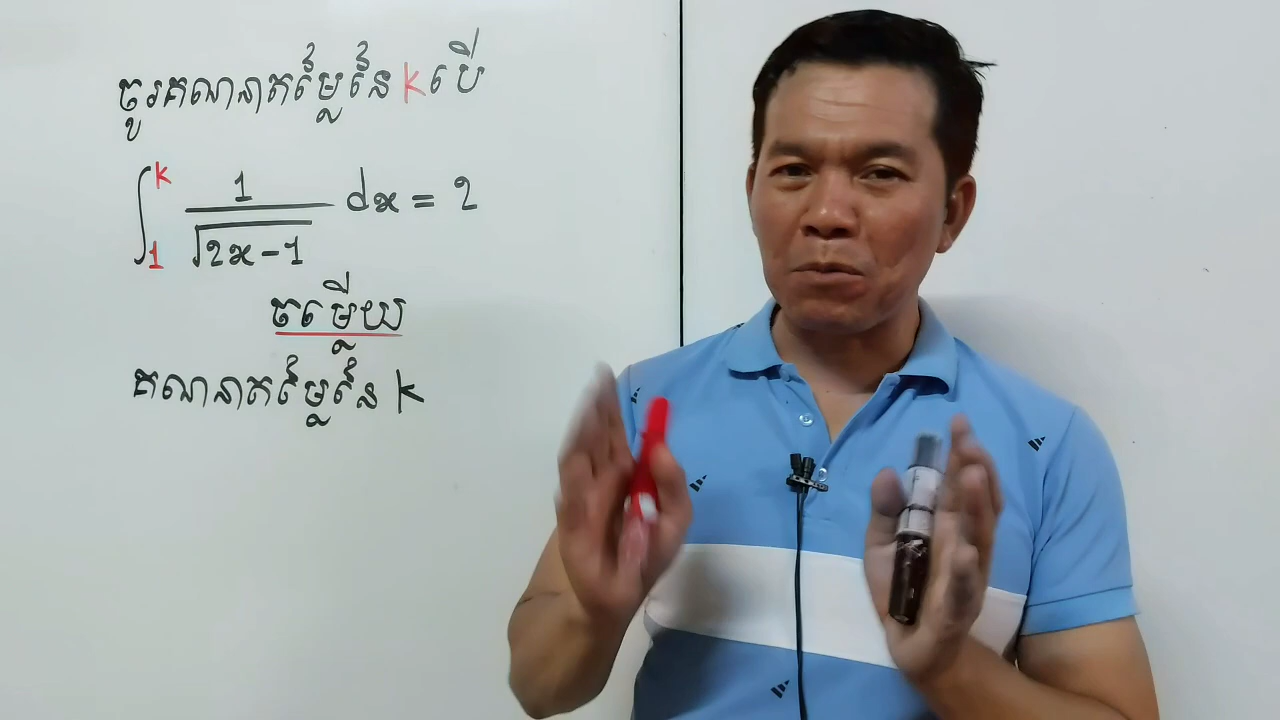 ចូរគណនាតម្លៃនៃ k បើ
∫₁ᵏ 1/√(2x-1) dx = 2
ចម្លើយ
គណនាតម្លៃនៃ k